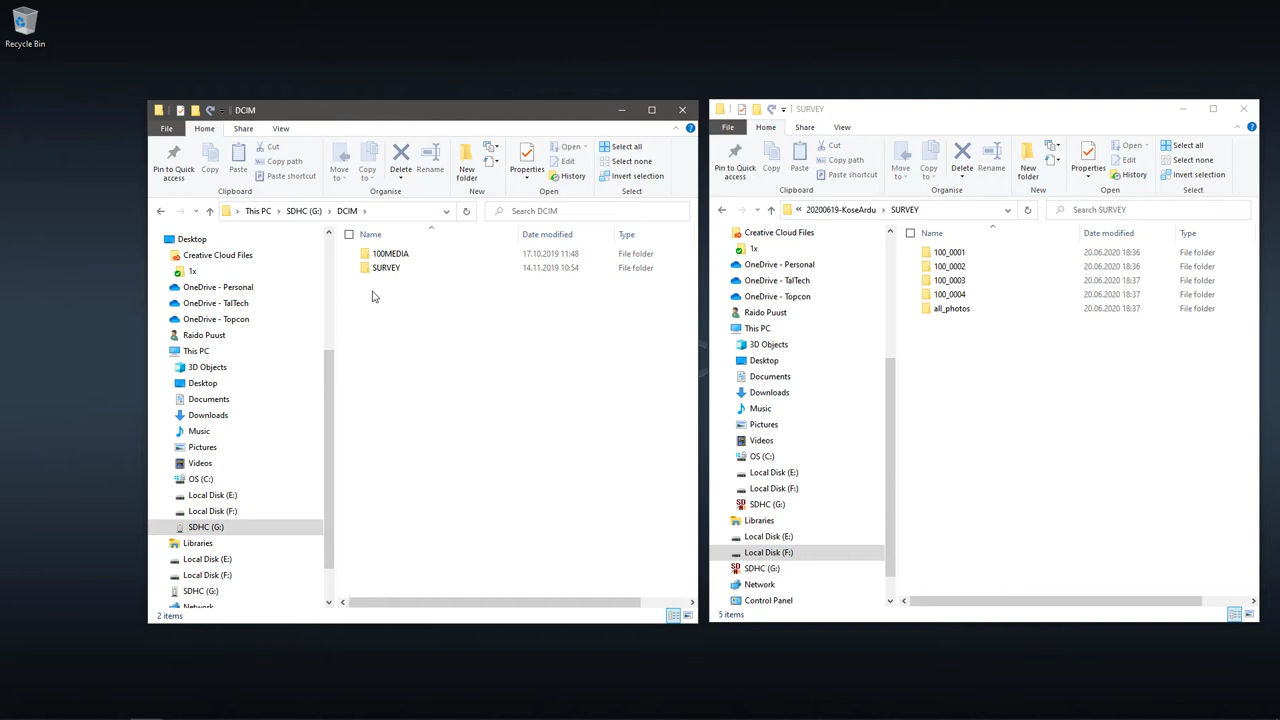 Recycle Bin
DCIM
File Home Share View
Pin to Quick access
Copy
Paste
Cut
Copy path
Paste shortcut
Clipboard
Move to
Copy to
Delete
Rename
Organise
New folder
New
Properties
Open
Edit
History
Open
Select all
Select none
Invert selection
Select
This PC SDHC (G:) DCIM
Search DCIM
Desktop
Creative Cloud Files
1x
OneDrive - Personal
OneDrive - TalTech
OneDrive - Topcon
Raido Puust
This PC
3D Objects
Desktop
Documents
Downloads
Music
Pictures
Videos
OS (C:)
Local Disk (E:)
Local Disk (F:)
SDHC (G:)
Libraries
Local Disk (E:)
Local Disk (F:)
SDHC (G:)
Network
Name Date modified Type
100MEDIA 17.10.2019 11:48 File folder
SURVEY 14.11.2019 10:54 File folder
2 items
SURVEY
File Home Share View
Pin to Quick access
Copy
Paste
Cut
Copy path
Paste shortcut
Clipboard
Move to
Copy to
Delete
Rename
Organise
New folder
New
Properties
Open
Edit
History
Open
Select all
Select none
Invert selection
Select
« 20200619-KoseArdu SURVEY
Search SURVEY
Creative Cloud Files
1x
OneDrive - Personal
OneDrive - TalTech
OneDrive - Topcon
Raido Puust
This PC
3D Objects
Desktop
Documents
Downloads
Music
Pictures
Videos
OS (C:)
Local Disk (E:)
Local Disk (F:)
SDHC (G:)
Libraries
Local Disk (E:)
Local Disk (F:)
SDHC (G:)
Network
Control Panel
Name Date modified Type
100_0001 20.06.2020 18:36 File folder
100_0002 20.06.2020 18:36 File folder
100_0003 20.06.2020 18:37 File folder
100_0004 20.06.2020 18:37 File folder
all_photos 20.06.2020 18:37 File folder
5 items